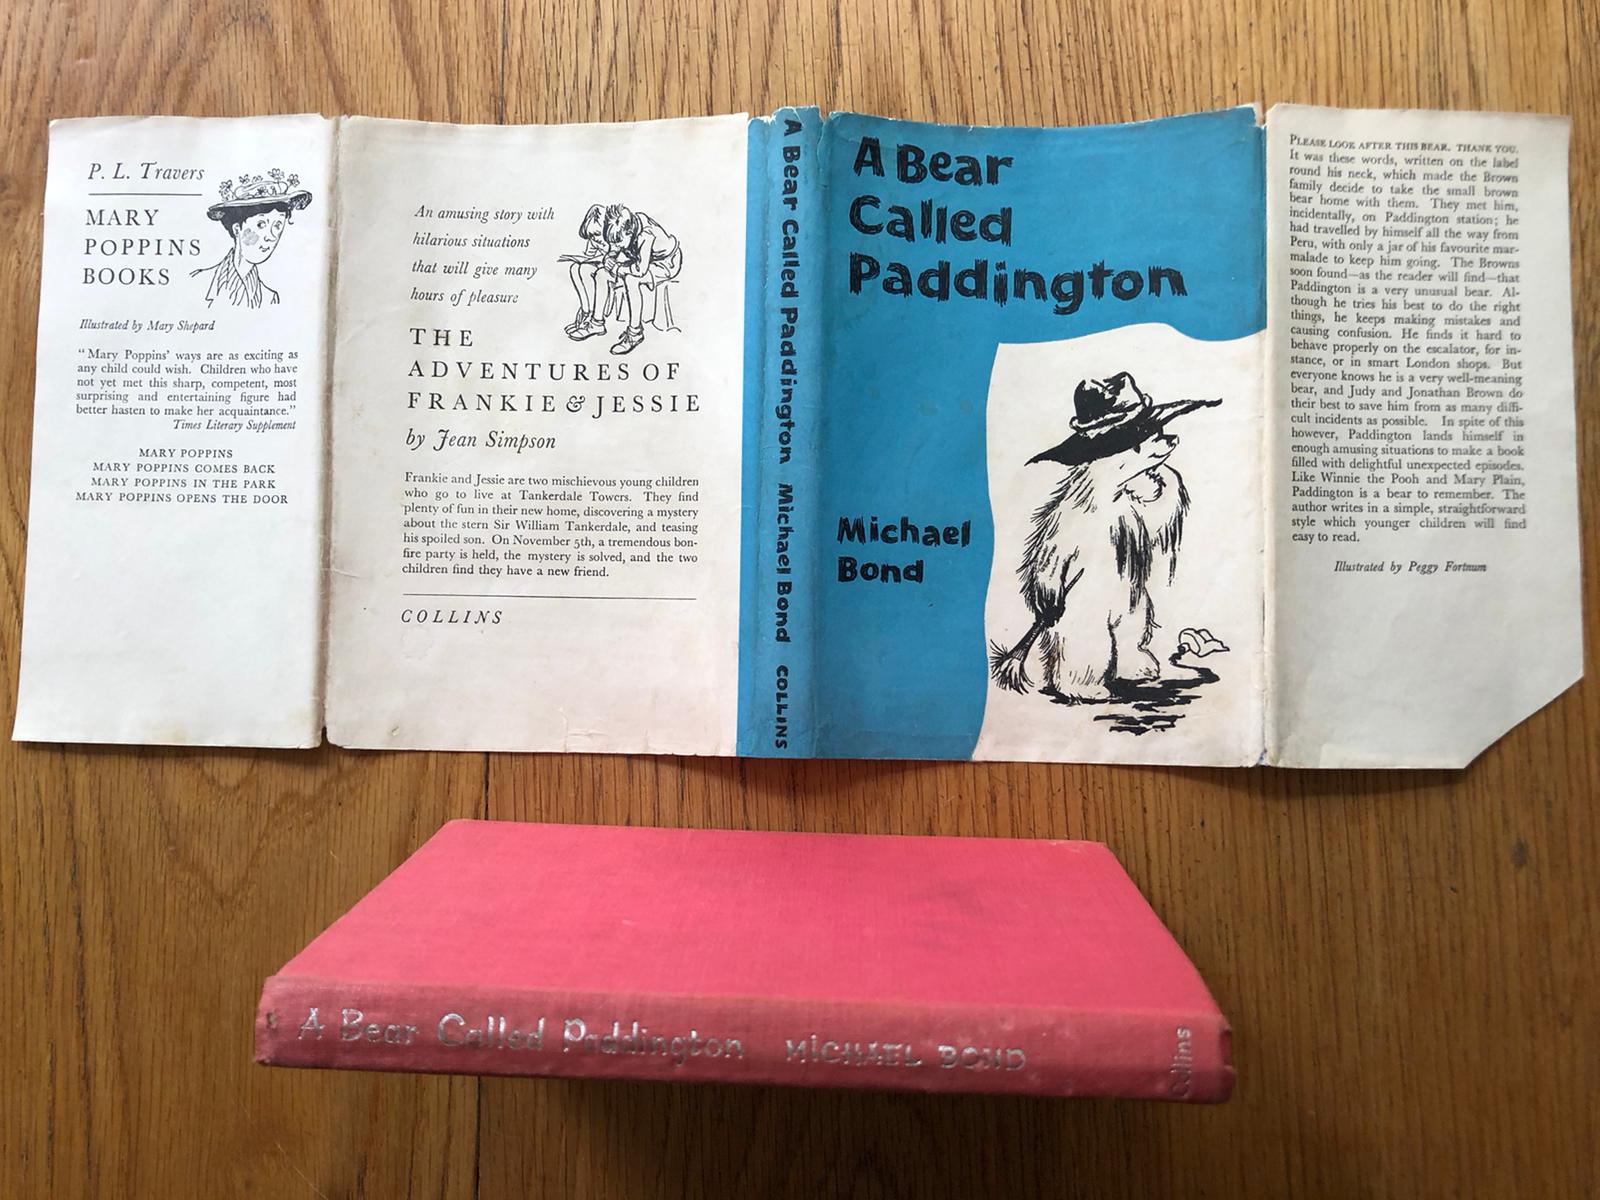 P. L. Travers
MARY
POPPINS
BOOKS
Illustrated by Mary Shepard
"Mary Poppins' ways are as exciting as
any child could wish. Children who have
not yet met this sharp, competent, most
surprising and entertaining figure had
better hasten to make her acquaintance."
Times Literary Supplement
MARY POPPINS
MARY POPPINS COMES BACK
MARY POPPINS IN THE PARK
MARY POPPINS OPENS THE DOOR
An amusing story with
hilarious situations
that will give many
hours of pleasure
THE
ADVENTURES OF
FRANKIE & JESSIE
by Jean Simpson
Frankie and Jessie are two mischievous young children
who go to live at Tankerdale Towers. They find
plenty of fun in their new home, discovering a mystery
about the stern Sir William Tankerdale, and teasing
his spoiled son. On November 5th, a tremendous bon-
fire party is held, the mystery is solved, and the two
children find they have a new friend.
COLLINS
A Bear Called Paddington Michael Bond COLLINS
A Bear
Called
Paddington
Michael
Bond
PLEASE LOOK AFTER THIS BEAR. THANK YOU.
It was these words, written on the label
round his neck, which made the Brown
family decide to take the small brown
bear home with them. They met him,
incidentally, on Paddington station; he
had travelled by himself all the way from
Peru, with only a jar of his favourite mar-
malade to keep him going. The Browns
soon found—as the reader will find—that
Paddington is a very unusual bear. Al-
though he tries his best to do the right
things, he keeps making mistakes and
causing confusion. He finds it hard to
behave properly on the escalator, for in-
stance, or in smart London shops. But
everyone knows he is a very well-meaning
bear, and Judy and Jonathan Brown do
their best to save him from as many diffi-
cult incidents as possible. In spite of this
however, Paddington lands himself in
enough amusing situations to make a book
filled with delightful unexpected episodes.
Like Winnie the Pooh and Mary Plain,
Paddington is a bear to remember. The
author writes in a simple, straightforward
style which younger children will find
easy to read.
Illustrated by Peggy Fortnum
A Bear Called Paddington MICHAEL BOND Collins